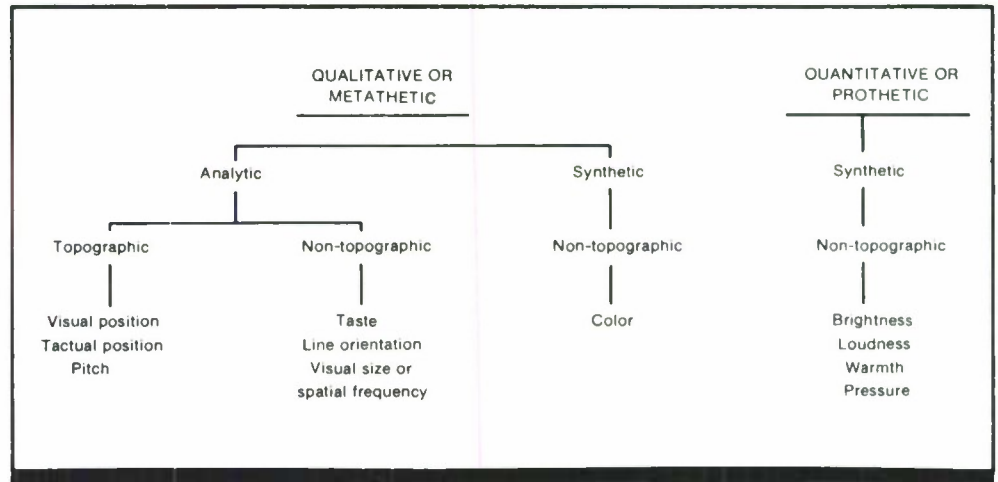 QUALITATIVE OR
METATHETIC
QUANTITATIVE OR
PROTHETIC
Analytic
Synthetic
Synthetic
Topographic
Non-topographic
Non-topographic
Non-topographic
Visual position
Tactual position
Pitch
Taste
Line orientation
Visual size or
spatial frequency
Color
Brightness
Loudness
Warmth
Pressure